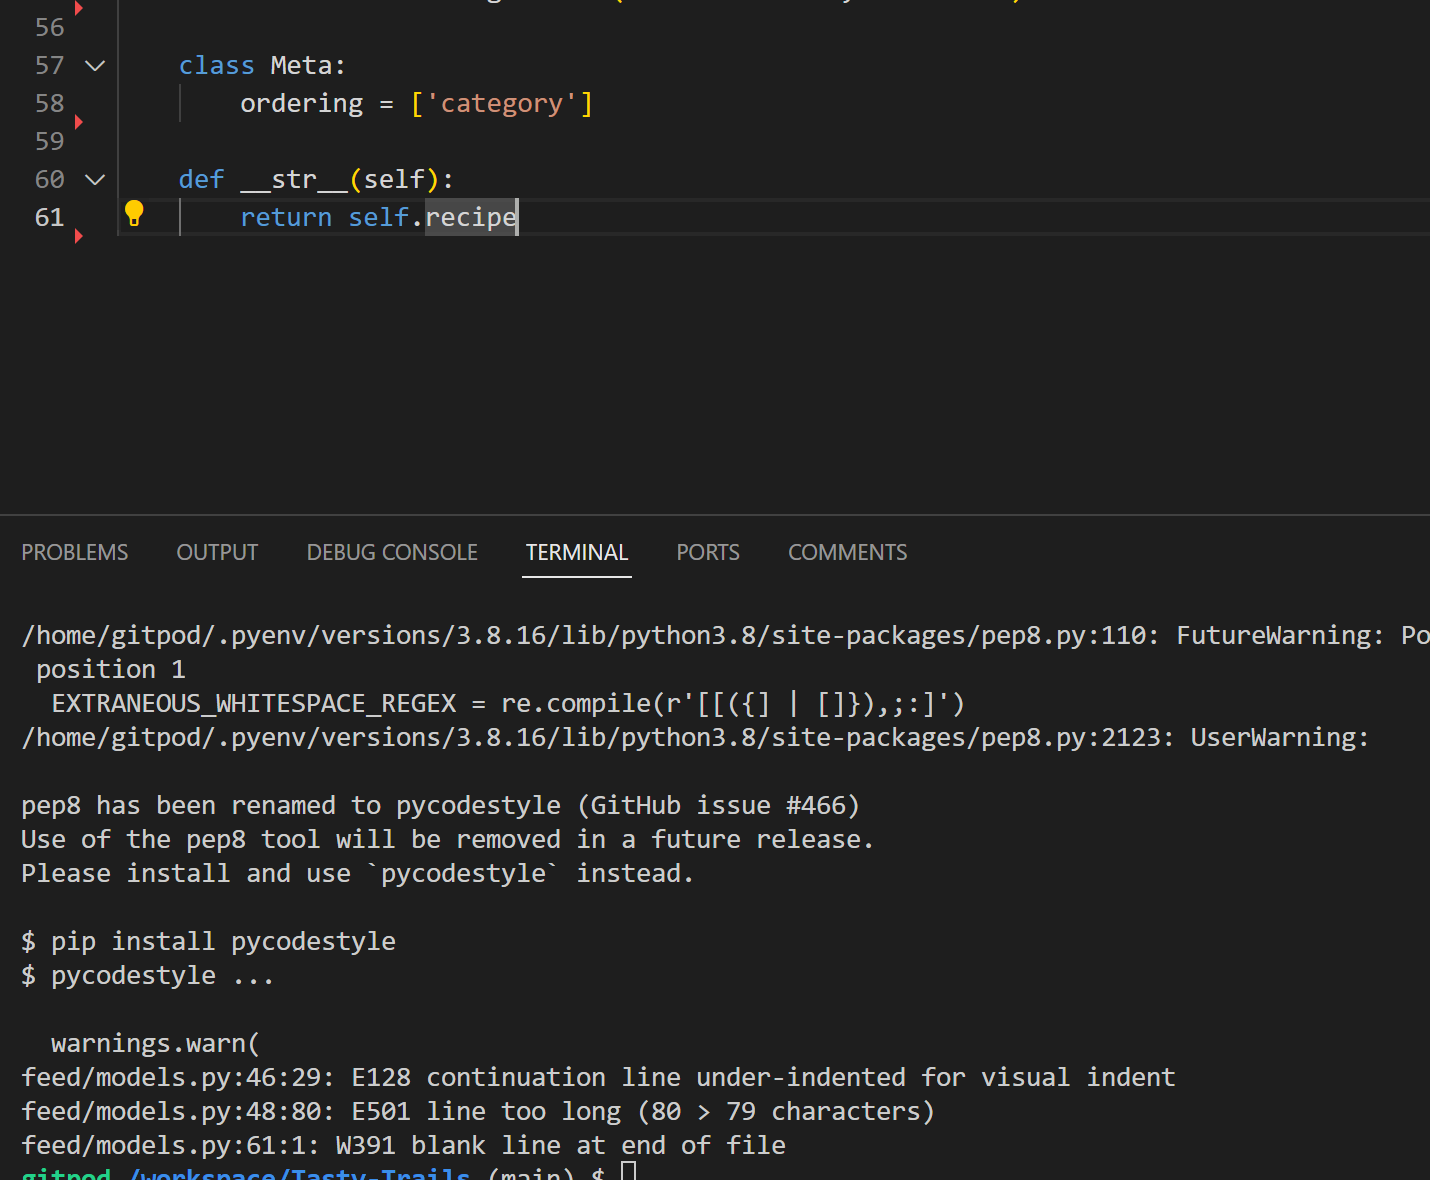 56
57 class Meta:
58 ordering = ['category']
59
60 def __str__(self):
61 return self.recipe
PROBLEMS OUTPUT DEBUG CONSOLE TERMINAL PORTS COMMENTS
/home/gitpod/.pyenv/versions/3.8.16/lib/python3.8/site-packages/pep8.py:110: FutureWarning: Po
position 1
EXTRANEOUS_WHITESPACE_REGEX = re.compile(r'[[({] | []}),;:]')
/home/gitpod/.pyenv/versions/3.8.16/lib/python3.8/site-packages/pep8.py:2123: UserWarning:
pep8 has been renamed to pycodestyle (GitHub issue #466)
Use of the pep8 tool will be removed in a future release.
Please install and use `pycodestyle` instead.
$ pip install pycodestyle
$ pycodestyle ...
warnings.warn(
feed/models.py:46:29: E128 continuation line under-indented for visual indent
feed/models.py:48:80: E501 line too long (80 > 79 characters)
feed/models.py:61:1: W391 blank line at end of file
gitpod /workspace/Tasty-Trails (main) $